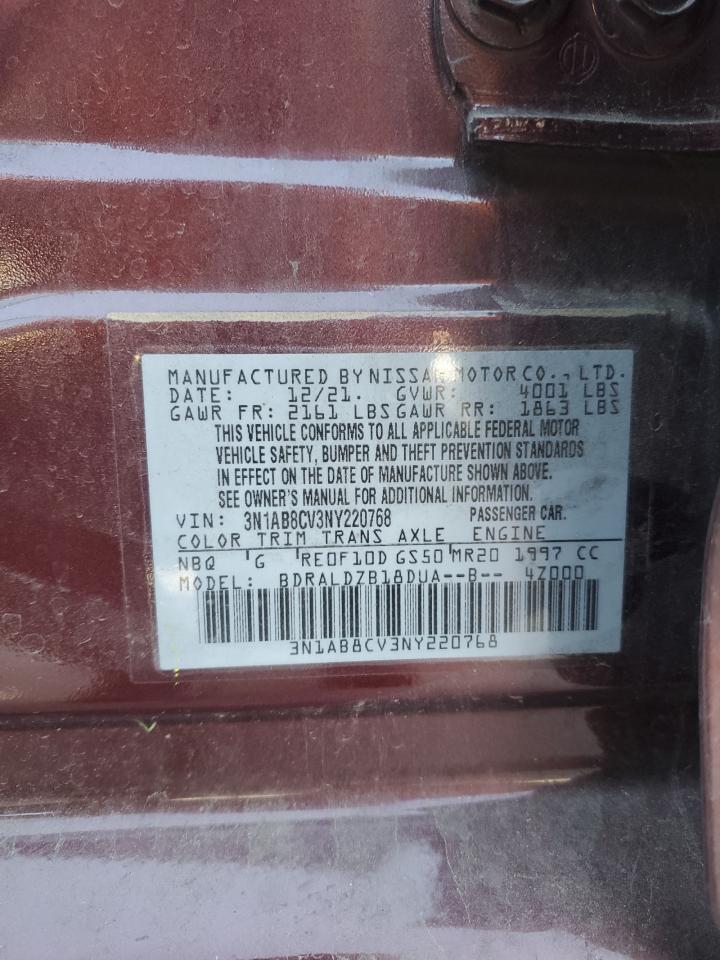 MANUFACTURED BY NISSAN MOTOR CO., LTD.
DATE: 12/21. GVWR: 4001 LBS
GAWR FR: 2161 LBS GAWR RR: 1863 LBS
THIS VEHICLE CONFORMS TO ALL APPLICABLE FEDERAL MOTOR
VEHICLE SAFETY, BUMPER AND THEFT PREVENTION STANDARDS
IN EFFECT ON THE DATE OF MANUFACTURE SHOWN ABOVE.
SEE OWNER'S MANUAL FOR ADDITIONAL INFORMATION.
VIN: 3N1AB8CV3NY220768 PASSENGER CAR.
COLOR TRIM TRANS AXLE ENGINE
NBQ 'G RE0F10D GS50 'MR20 1997 CC
MODEL: BDRALDZB18DUA--B-- 4Z000
3N1AB8CV3NY220768